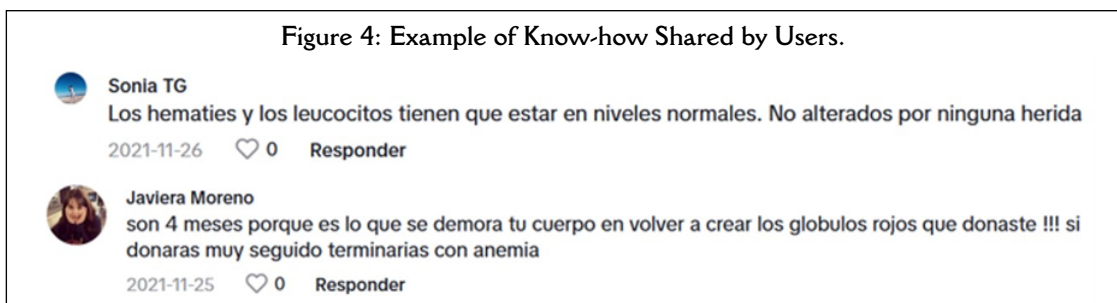 Figure 4: Example of Know-how Shared by Users.
Sonia TG
Los hematies y los leucocitos tienen que estar en niveles normales. No alterados por ninguna herida
2021-11-26 0 Responder
Javiera Moreno
son 4 meses porque es lo que se demora tu cuerpo en volver a crear los globulos rojos que donaste !!! si
donaras muy seguido terminarias con anemia
2021-11-25 0 Responder